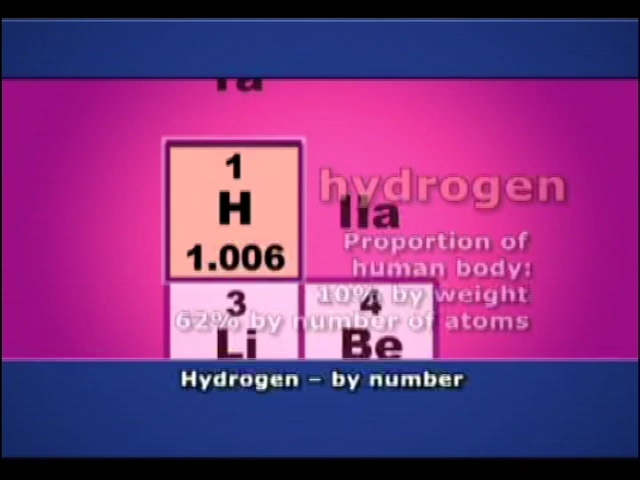 Ia
1
H
1.006
hydrogen
IIa
Proportion of
human body:
10% by weight
62% by number of atoms
3
Li
4
Be
Hydrogen – by number